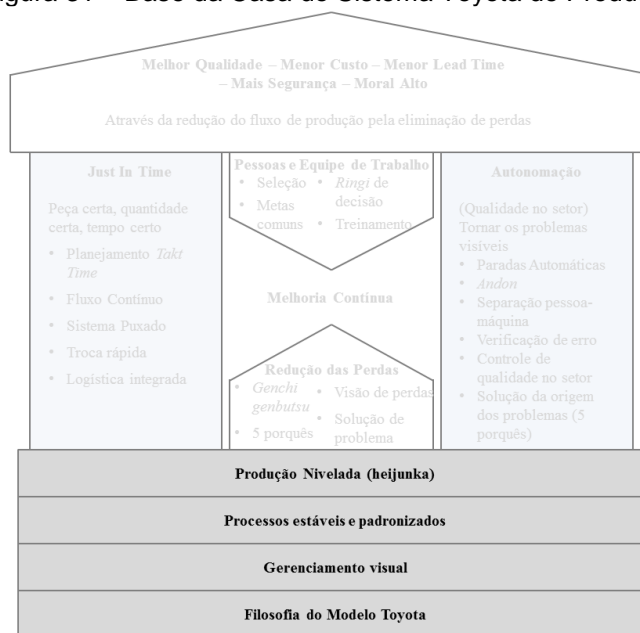 Base da Casa do Sistema Toyota de Produ
Melhor Qualidade – Menor Custo – Menor Lead Time
– Mais Segurança – Moral Alto
Através da redução do fluxo de produção pela eliminação de perdas
Just In Time
Peça certa, quantidade
certa, tempo certo
• Planejamento Takt
Time
• Fluxo Contínuo
• Sistema Puxado
• Troca rápida
• Logística integrada
Pessoas e Equipe de Trabalho
• Seleção
• Metas
comuns
• Ringi de
decisão
• Treinamento
Melhoria Contínua
Redução das Perdas
• Genchi
genbutsu
• 5 porquês
• Visão de perdas
• Solução de
problema
Autonomação
(Qualidade no setor)
Tornar os problemas
visíveis
• Paradas Automáticas
• Andon
• Separação pessoa-
máquina
• Verificação de erro
• Controle de
qualidade no setor
• Solução da origem
dos problemas (5
porquês)
Produção Nivelada (heijunka)
Processos estáveis e padronizados
Gerenciamento visual
Filosofia do Modelo Toyota